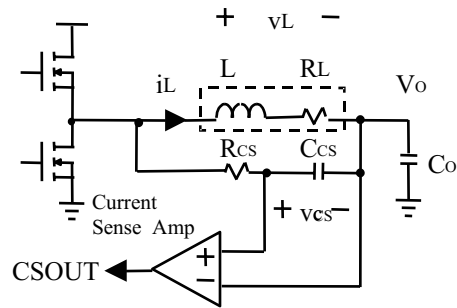 + vL −
iL L RL VO
RCS CCS
CO
Current
Sense Amp
+ vcs −
CSOUT
+
−